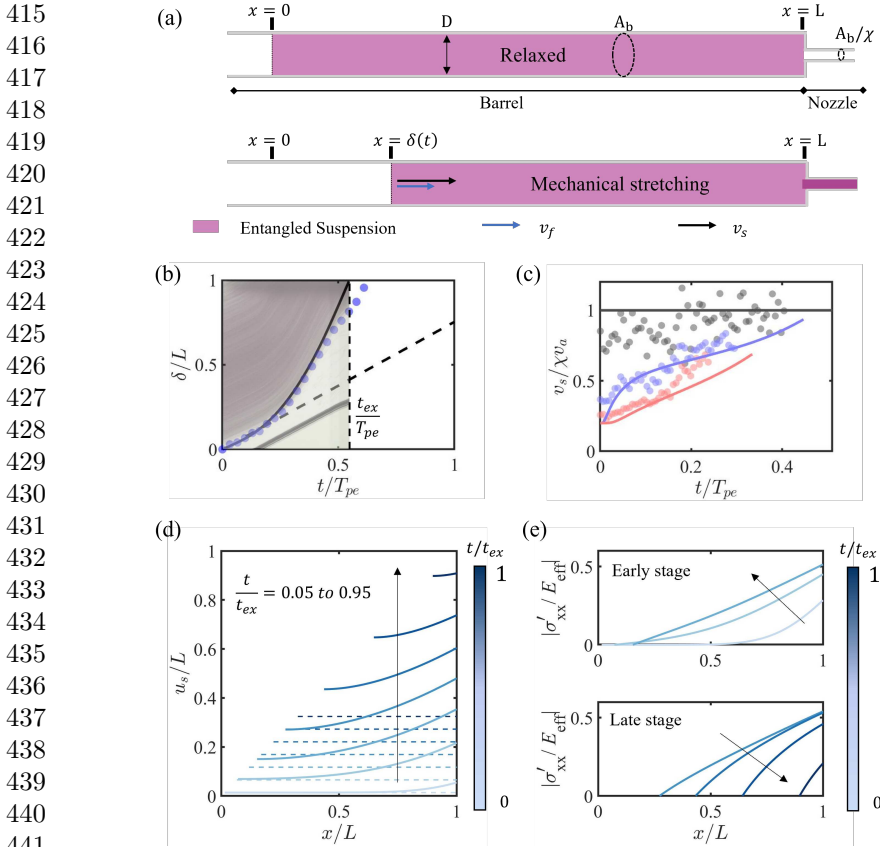 415
416
417
418
419
420
421
422
423
424
425
426
427
428
429
430
431
432
433
434
435
436
437
438
439
440
441
(a)
x = 0
D
A_b
x = L
A_b/χ
Relaxed
Barrel
Nozzle
x = 0
x = δ(t)
x = L
Mechanical stretching
Entangled Suspension
v_f
v_s
(b)
1
0.5
0
δ/L
t_ex/T_pe
0
0.5
1
t/T_pe
(c)
1
0.5
0
v_s/χv_a
0
0.2
0.4
t/T_pe
(d)
1
0.8
0.6
0.4
0.2
0
u_s/L
t/t_ex = 0.05 to 0.95
0
0.5
1
x/L
t/t_ex
1
0
(e)
Early stage
0.5
0
|σ'_xx/E_eff|
0
0.5
1
Late stage
0.5
0
|σ'_xx/E_eff|
0
0.5
1
x/L
t/t_ex
1
0